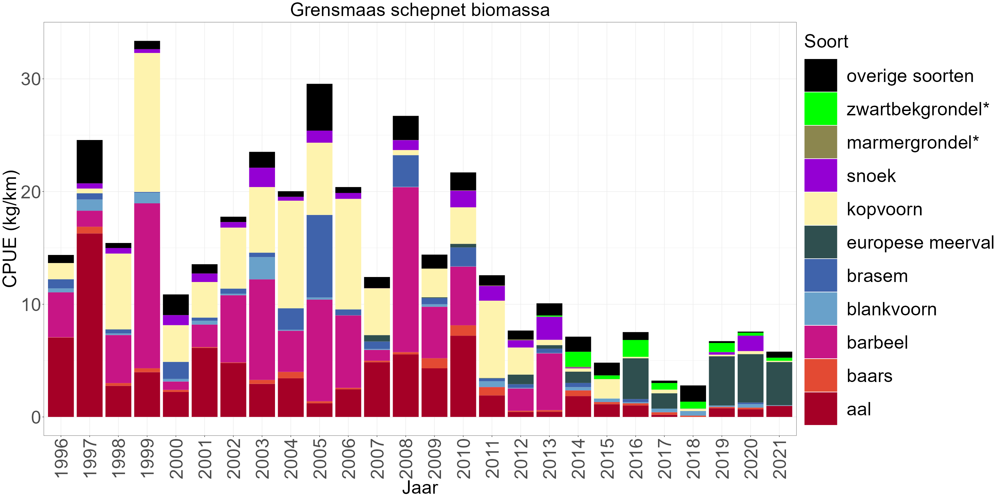 Grensmaas schepnet biomassa
CPUE (kg/km)
30
20
10
0
1996
1997
1998
1999
2000
2001
2002
2003
2004
2005
2006
2007
2008
2009
2010
2011
2012
2013
2014
2015
2016
2017
2018
2019
2020
2021
Jaar
Soort
overige soorten
zwartbekgrondel*
marmergrondel*
snoek
kopvoorn
europese meerval
brasem
blankvoorn
barbeel
baars
aal